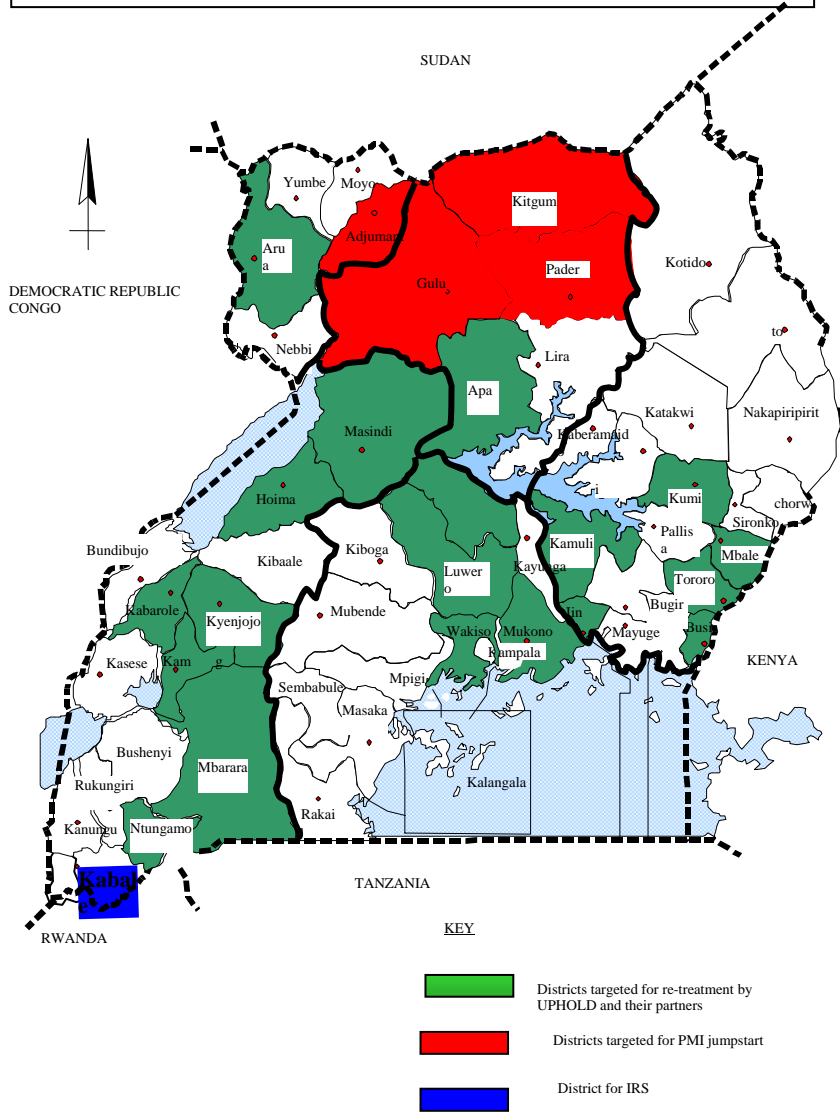 SUDAN
Yumbe
Moyo
Kitgum
Adjumani
Aru
a
Pader
Kotido
Gulu
DEMOCRATIC REPUBLIC
CONGO
to
Nebbi
Lira
Apa
Katakwi
Nakapiripirit
Masindi
Kaberamaid
i
Hoima
Kumi
chorw
Sironko
Pallis
a
Bundibujo
Kiboga
Kamuli
Mbale
Kibaale
Kayunga
Luwer
o
Tororo
Kabarole
Kyenjojo
Mubende
Jin
Bugir
Wakiso
Mukono
Mayuge
Busi
Kampala
Kam
g
Kasese
KENYA
Sembabule
Mpigi
Masaka
Bushenyi
Mbarara
Rukungiri
Kalangala
Rakai
Kanungu
Ntungamo
Kabal
e
TANZANIA
KEY
RWANDA
Districts targeted for re-treatment by
UPHOLD and their partners
Districts targeted for PMI jumpstart
District for IRS